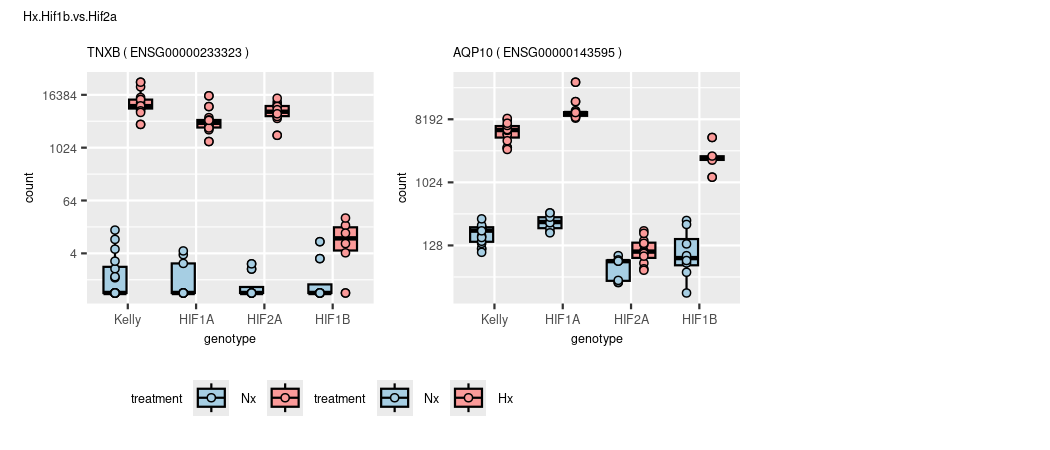 Hx.Hif1b.vs.Hif2a
TNXB ( ENSG00000233323 )
16384
1024
64
4
count
Kelly HIF1A HIF2A HIF1B
genotype
AQP10 ( ENSG00000143595 )
8192
1024
128
count
Kelly HIF1A HIF2A HIF1B
genotype
treatment Nx treatment Nx Hx